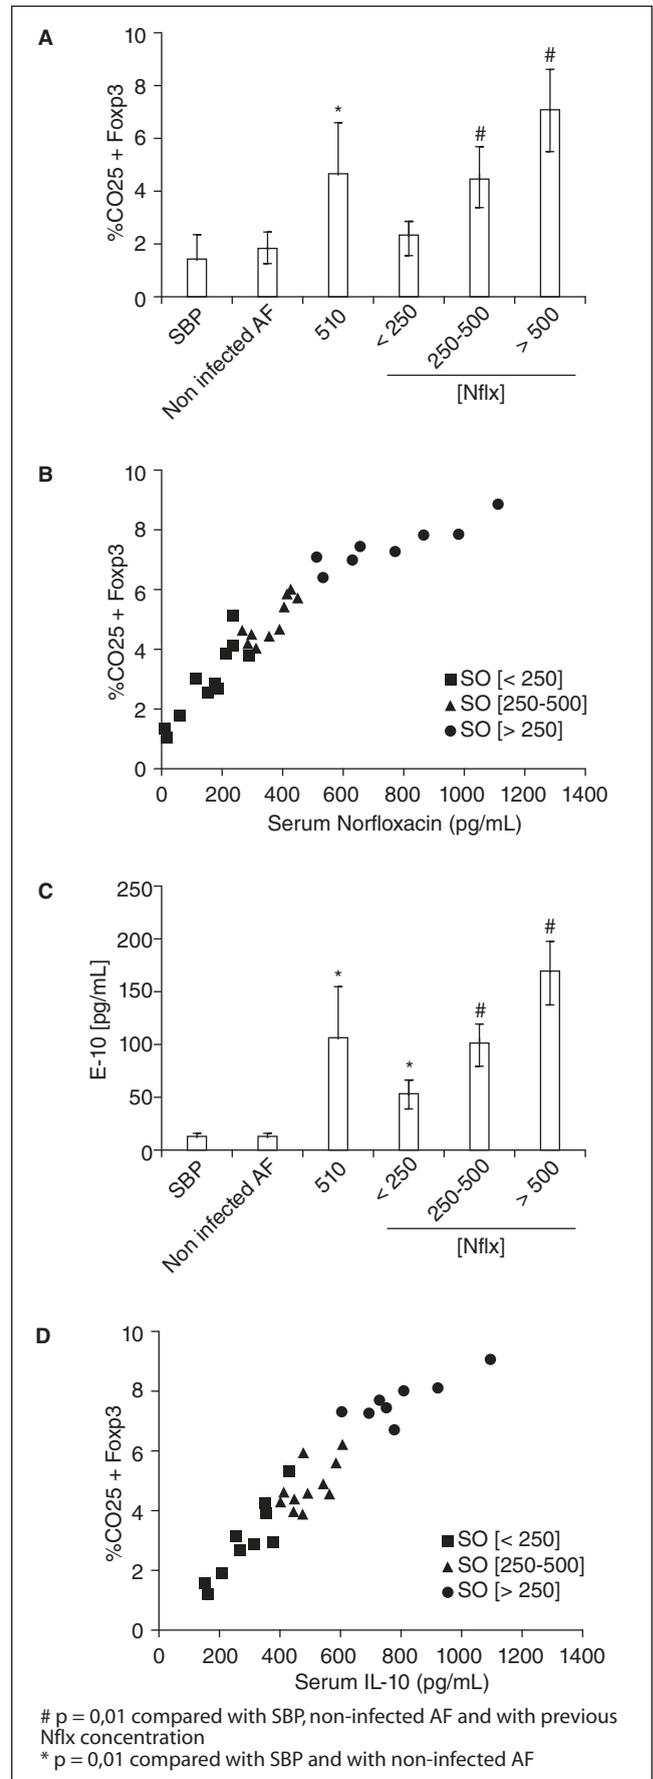 A
%CO25 + Foxp3
10
8
6
4
2
0
*
#
#
SBP
Non infected AF
510
< 250
250-500
> 500
[Nflx]
B
%CO25 + Foxp3
10
8
6
4
2
0
SO [< 250]
SO [250-500]
SO [> 250]
0 200 400 600 800 1000 1200 1400
Serum Norfloxacin (pg/mL)
C
E-10 [pg/mL]
250
200
150
100
50
0
*
*
#
#
SBP
Non infected AF
510
< 250
250-500
> 500
[Nflx]
D
%CO25 + Foxp3
10
8
6
4
2
0
SO [< 250]
SO [250-500]
SO [> 250]
0 200 400 600 800 1000 1200 1400
Serum IL-10 (pg/mL)
# p = 0,01 compared with SBP, non-infected AF and with previous
Nflx concentration
* p = 0,01 compared with SBP and with non-infected AF